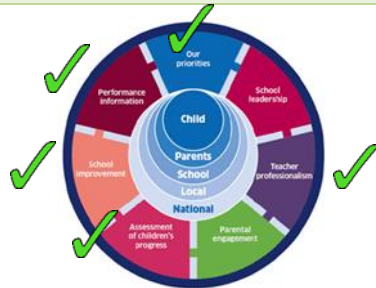 Our
priorities
School
leadership
Teacher
professionalism
Parental
engagement
Assessment
of children's
progress
School
improvement
Performance
information
Child
Parents
School
Local
National